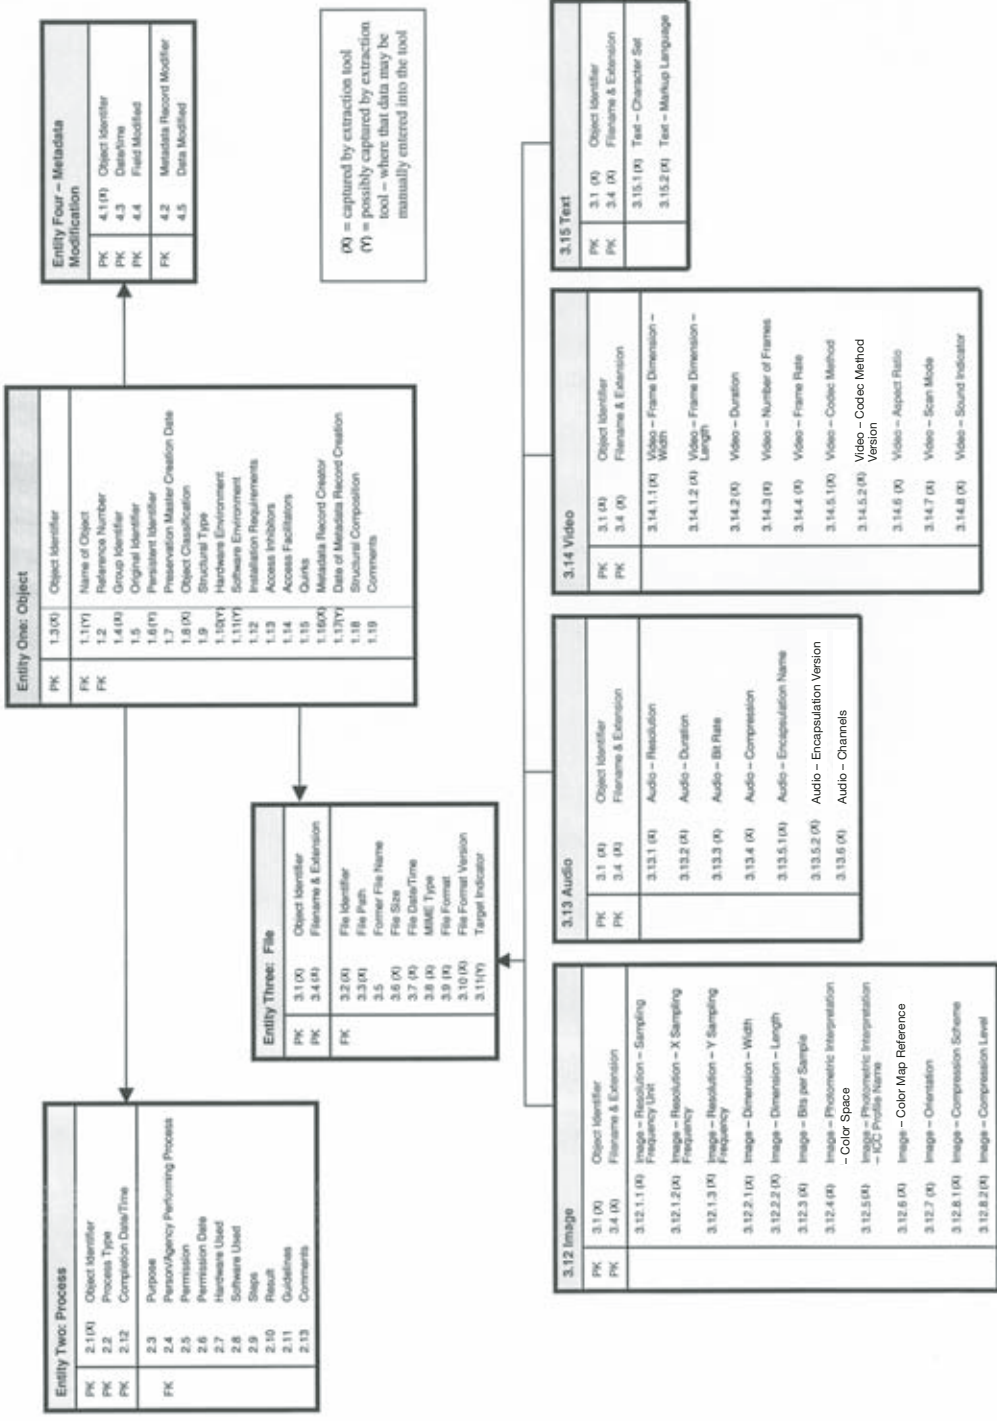 Entity One: Object
PK 1.3(X) Object Identifier
FK 1.1(Y) Name of Object
FK 1.2 Reference Number
1.4(X) Group Identifier
1.5 Original Identifier
1.6(Y) Persistent Identifier
1.7 Preservation Master Creation Date
1.8(X) Object Classification
1.9 Structural Type
1.10(Y) Hardware Environment
1.11(Y) Software Environment
1.12 Installation Requirements
1.13 Access Inhibitors
1.14 Access Facilitators
1.15 Quirks
1.16(X) Metadata Record Creator
1.17(Y) Date of Metadata Record Creation
1.18 Structural Composition
1.19 Comments
Entity Two: Process
PK 2.1(X) Object Identifier
PK 2.2 Process Type
PK 2.12 Completion Date/Time
2.3 Purpose
FK 2.4 Person/Agency Performing Process
2.5 Permission
2.6 Permission Date
2.7 Hardware Used
2.8 Software Used
2.9 Steps
2.10 Result
2.11 Guidelines
2.13 Comments
Entity Three: File
PK 3.1(X) Object Identifier
PK 3.4(X) Filename & Extension
FK 3.2(X) File Identifier
3.3(X) File Path
3.5 Former File Name
3.6 (X) File Size
3.7 (X) File Date/Time
3.8 (X) MIME Type
3.9 (X) File Format
3.10(X) File Format Version
3.11(Y) Target Indicator
Entity Four – Metadata
Modification
PK 4.1(X) Object Identifer
PK 4.3 Date/time
PK 4.4 Field Modified
FK 4.2 Metadata Record Modifier
4.5 Data Modified
(X) = captured by extraction tool
(Y) = possibly captured by extraction
tool – where that data may be
manually entered into the tool
3.12 Image
PK 3.1 (X) Object Identifier
PK 3.4 (X) Filename & Extension
3.12.1.1 (X) Image – Resolution – Sampling
Frequency Unit
3.12.1.2(X) Image – Resolution – X Sampling
Frequency
3.12.1.3 (X) Image – Resolution – Y Sampling
Frequency
3.12.2.1(X) Image – Dimension – Width
3.12.2.2 (X) Image – Dimension – Length
3.12.3 (X) Image – Bits per Sample
3.12.4(X) Image – Photometric Interpretation
– Color Space
3.12.5(X) Image – Photometric Interpretation
– ICC Profile Name
3.12.6 (X) Image – Color Map Reference
3.12.7 (X) Image – Orientation
3.12.8.1(X) Image – Compression Scheme
3.12.8.2(X) Image – Compression Level
3.13 Audio
PK 3.1 (X) Object Identifier
PK 3.4 (X) Filename & Extension
3.13.1 (X) Audio – Resolution
3.13.2 (X) Audio – Duration
3.13.3 (X) Audio – Bit Rate
3.13.4 (X) Audio – Compression
3.13.5.1(X) Audio – Encapsulation Name
3.13.5.2 (X) Audio – Encapsulation Version
3.13.6 (X) Audio – Channels
3.14 Video
PK 3.1 (X) Object Identifier
PK 3.4 (X) Filename & Extension
3.14.1.1 (X) Video – Frame Dimension –
Width
3.14.1.2 (X) Video – Frame Dimension –
Length
3.14.2 (X) Video – Duration
3.14.3 (X) Video – Number of Frames
3.14.4 (X) Video – Frame Rate
3.14.5.1(X) Video – Codec Method
3.14.5.2 (X) Video – Codec Method
Version
3.14.6 (X) Video – Aspect Ratio
3.14.7 (X) Video – Scan Mode
3.14.8 (X) Video – Sound Indicator
3.15 Text
PK 3.1 (X) Object Identifier
PK 3.4 (X) Filename & Extension
3.15.1 (X) Text – Character Set
3.15.2 (X) Text – Markup Language